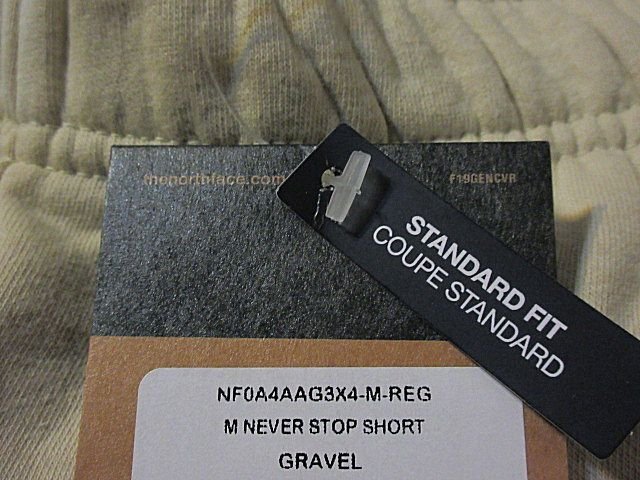 thenorthface.com
F19GENCVR
STANDARD FIT
COUPE STANDARD
NF0A4AAG3X4-M-REG
M NEVER STOP SHORT
GRAVEL